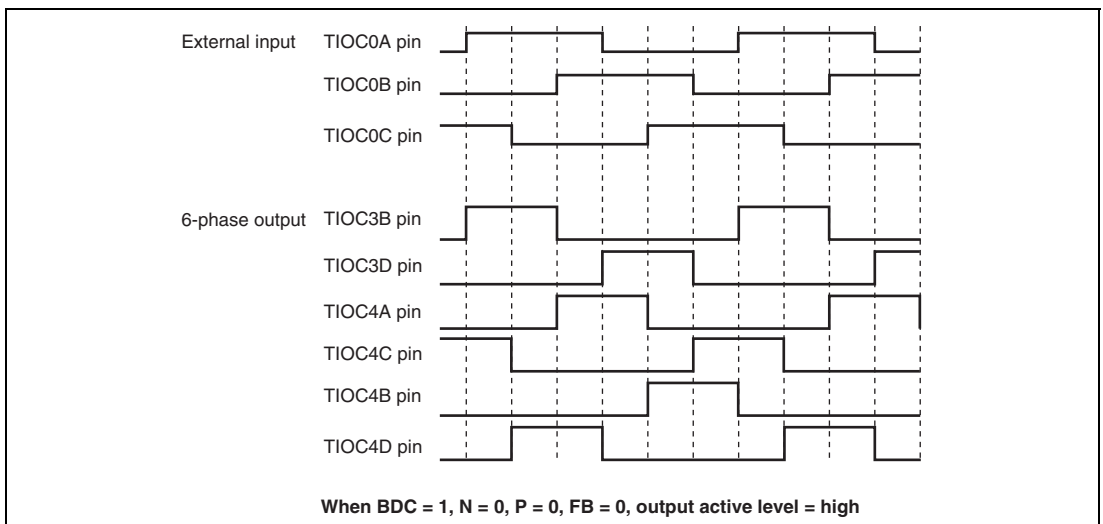 External input TIOC0A pin
TIOC0B pin
TIOC0C pin
6-phase output TIOC3B pin
TIOC3D pin
TIOC4A pin
TIOC4C pin
TIOC4B pin
TIOC4D pin
When BDC = 1, N = 0, P = 0, FB = 0, output active level = high